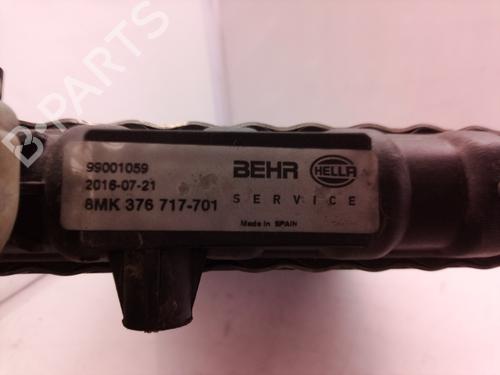 99001059
2016-07-21
8MK 376 717-701
BEHR HELLA
SERVICE
Made in SPAIN
B-PARTS